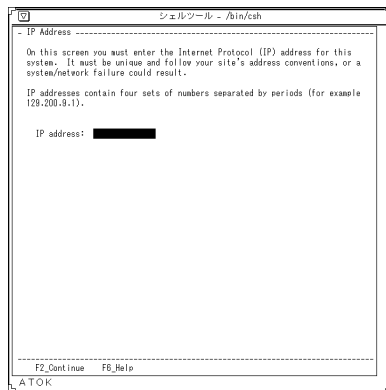 シェルツール - /bin/csh
- IP Address ------------------------------------------------------------
On this screen you must enter the Internet Protocol (IP) address for this
system. It must be unique and follow your site's address conventions, or a
system/network failure could result.
IP addresses contain four sets of numbers separated by periods (for example
129.200.9.1).
IP address:
-------------------------------------------------------------------------
F2_Continue F6_Help
ATOK